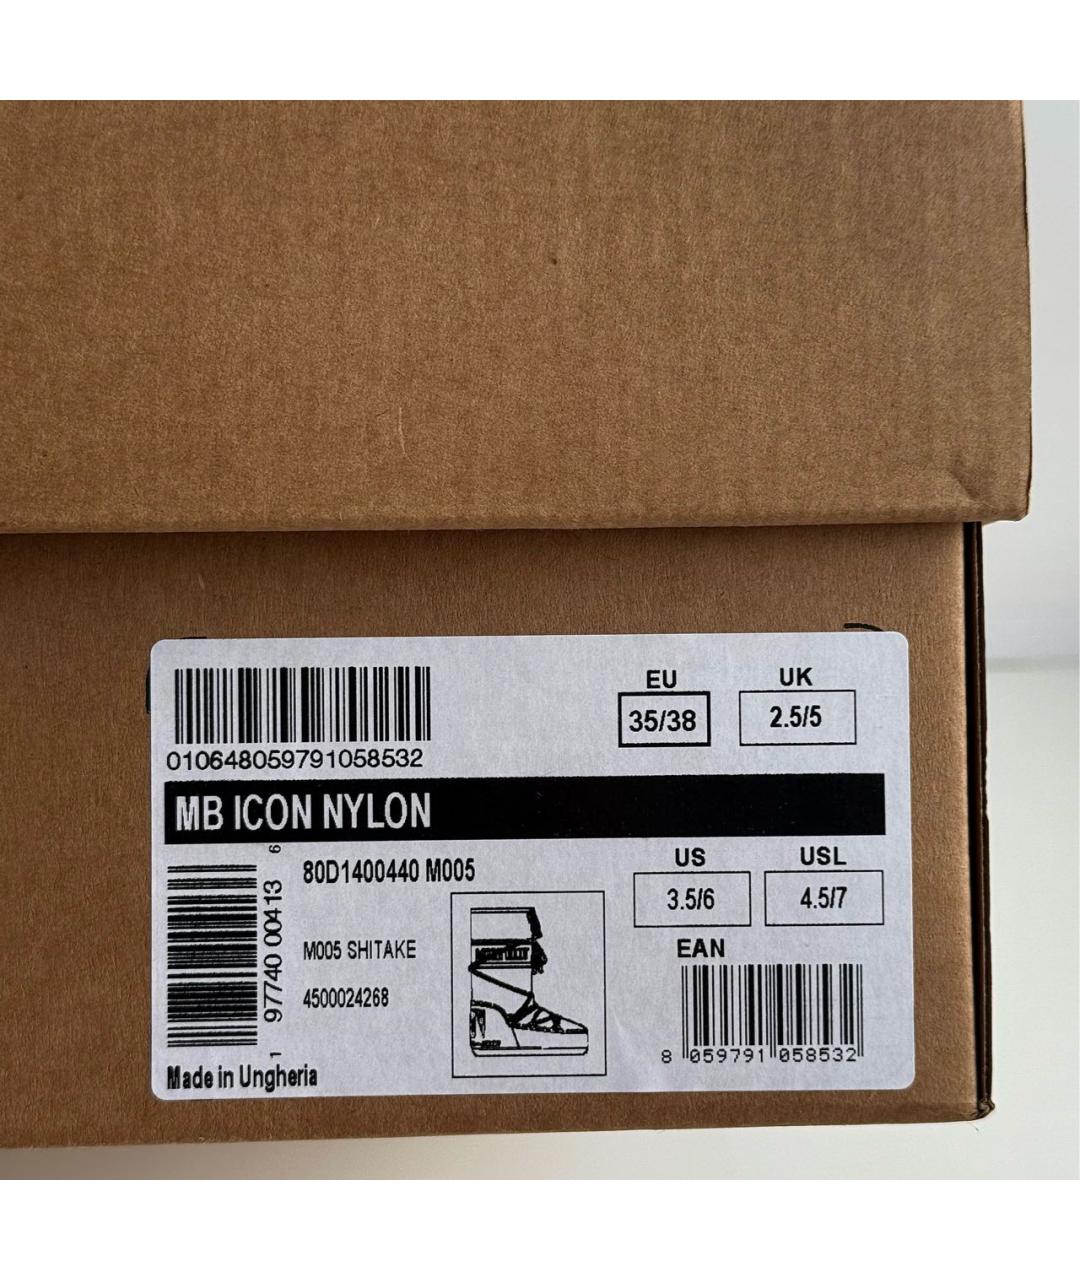 EU UK
35/38 2.5/5
010648059791058532
MB ICON NYLON
80D1400440 M005
US USL
3.5/6 4.5/7
M005 SHITAKE
4500024268
EAN
8 059791 058532
1 97740 00413 6
Made in Ungheria